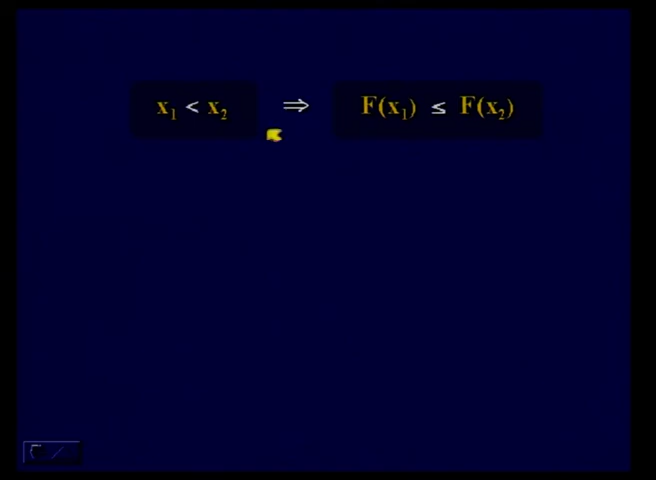 x₁ < x₂ ⇒ F(x₁) ≤ F(x₂)